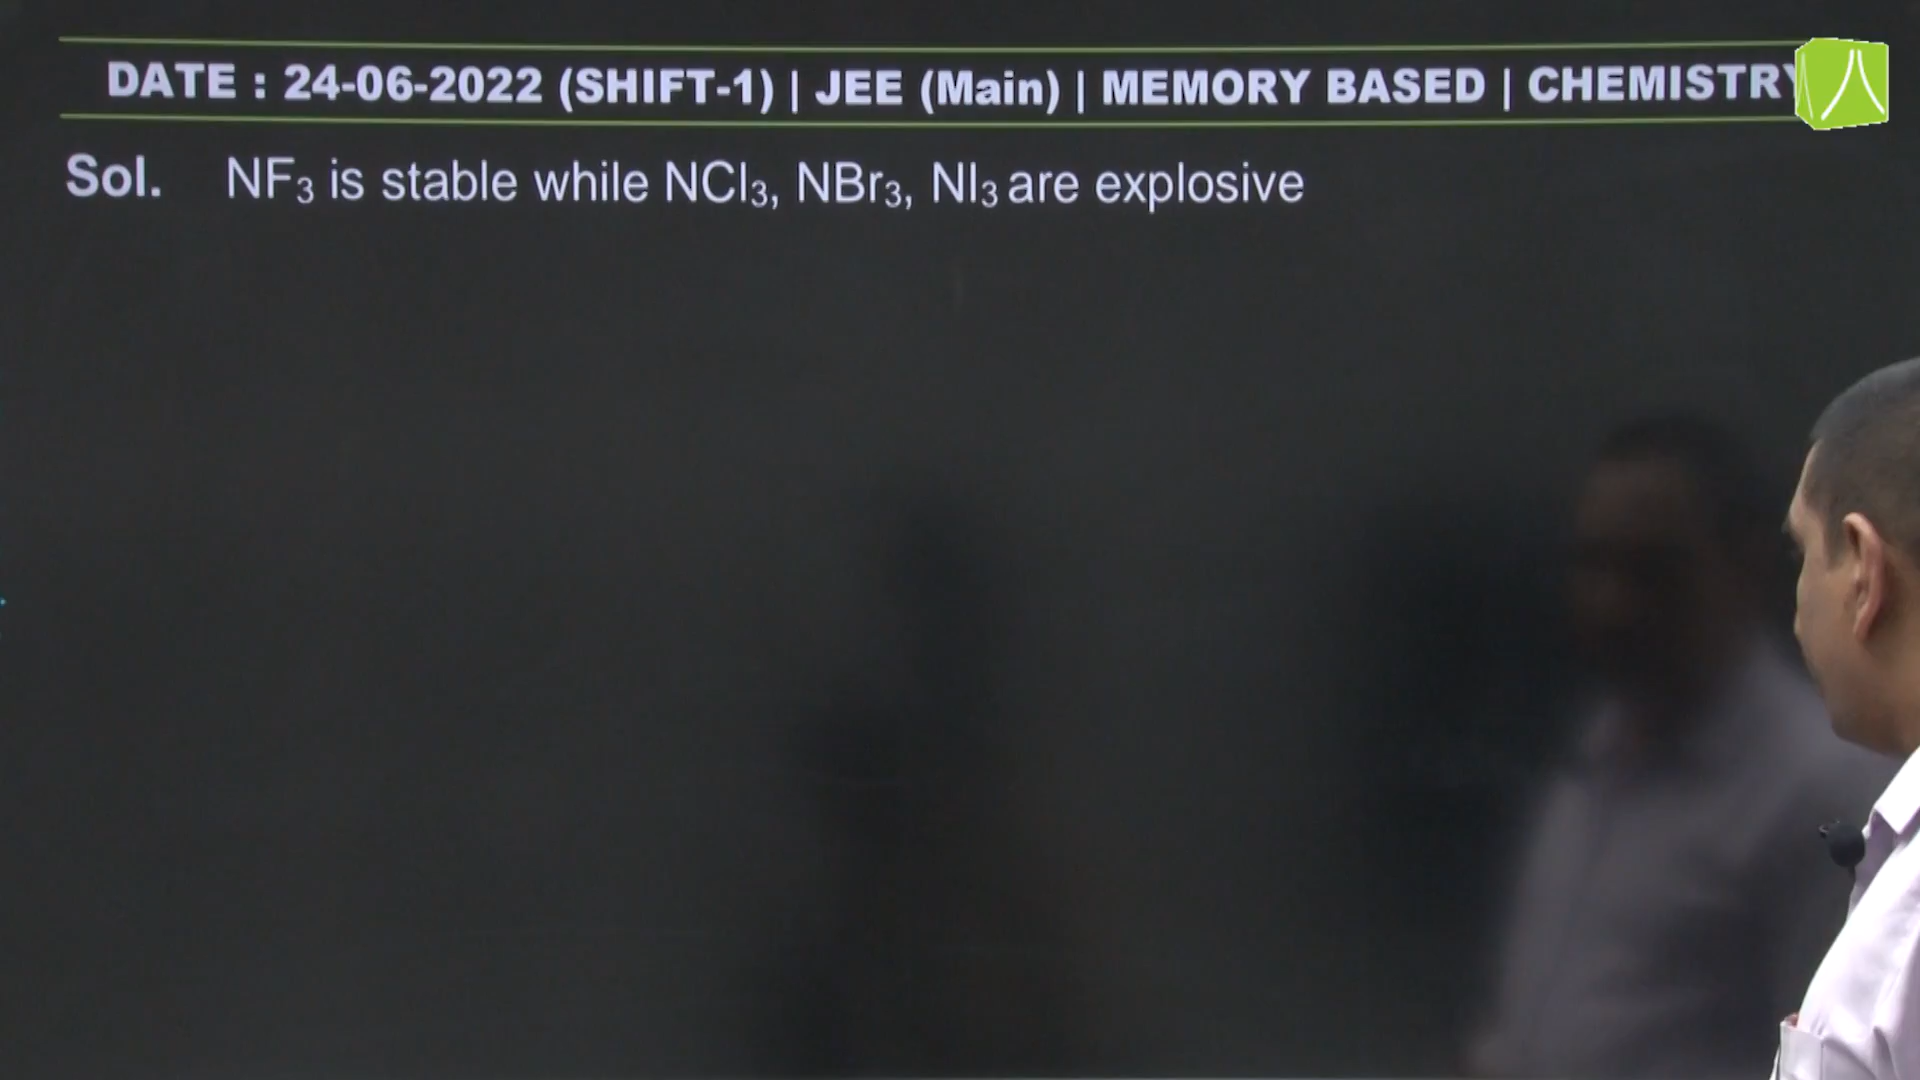 DATE : 24-06-2022 (SHIFT-1) | JEE (Main) | MEMORY BASED | CHEMISTRY
Sol. NF₃ is stable while NCl₃, NBr₃, NI₃ are explosive